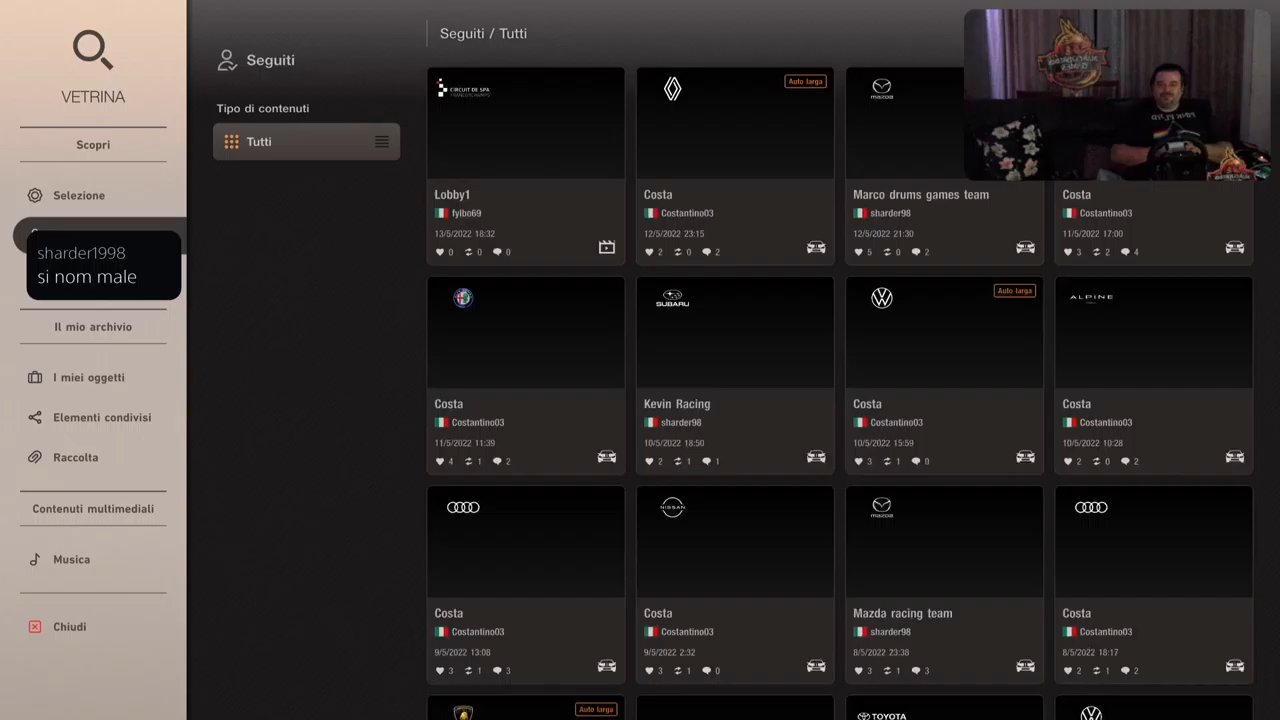 VETRINA
Scopri
Selezione
sharder1998
si nom male
Il mio archivio
I miei oggetti
Elementi condivisi
Raccolta
Contenuti multimediali
Musica
Chiudi
Seguiti
Tipo di contenuti
Tutti
Seguiti / Tutti
CIRCUIT DE SPA
FRANCORCHAMPS
Lobby1
fylbo69
13/5/2022 18:32
0 0 0
Auto larga
Costa
Costantino03
12/5/2022 23:15
2 0 2
mazda
Marco drums games team
sharder98
12/5/2022 21:30
5 0 2
Costa
Costantino03
11/5/2022 17:00
3 2 4
Costa
Costantino03
11/5/2022 11:39
4 1 2
SUBARU
Kevin Racing
sharder98
10/5/2022 18:50
2 1 1
Auto larga
Costa
Costantino03
10/5/2022 15:59
3 1 0
ALPINE
Costa
Costantino03
10/5/2022 10:28
2 0 2
Costa
Costantino03
9/5/2022 13:08
3 1 3
NISSAN
Costa
Costantino03
9/5/2022 2:32
3 1 0
mazda
Mazda racing team
sharder98
8/5/2022 23:38
3 1 3
Costa
Costantino03
8/5/2022 18:17
2 1 2
Auto larga
TOYOTA